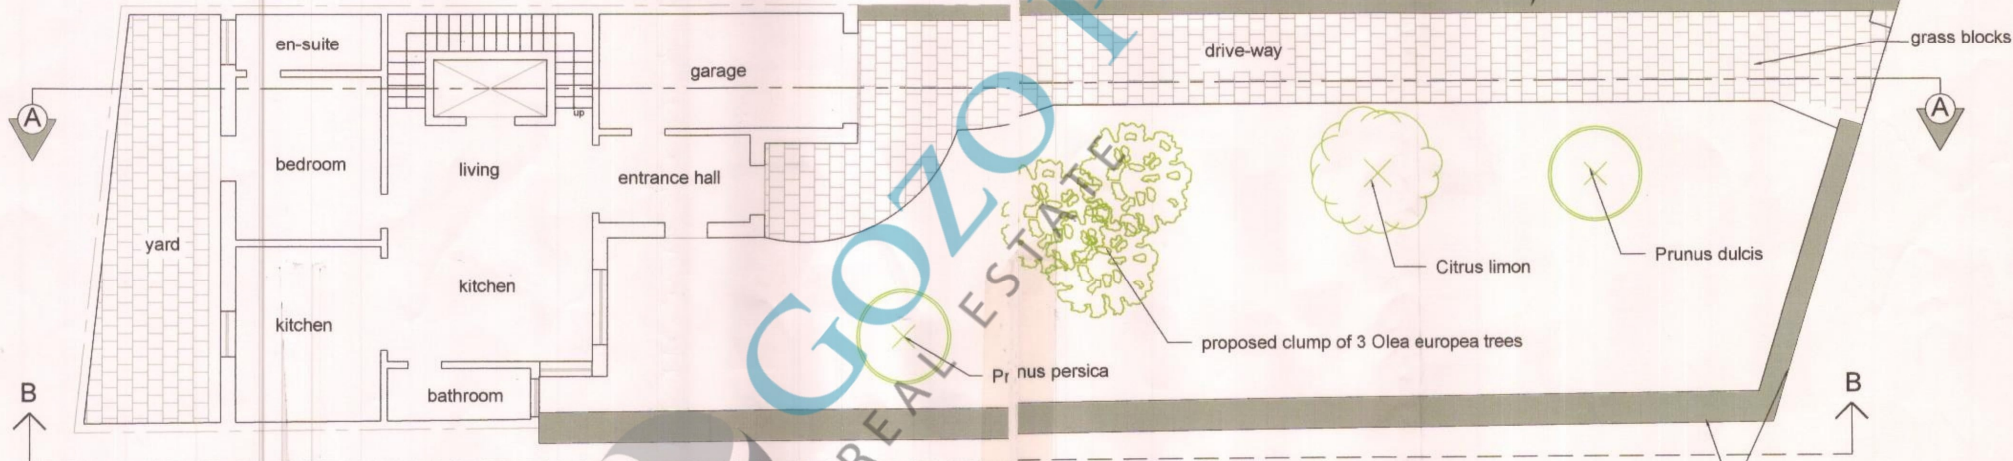 en-suite
garage
drive-way
grass blocks
A
A
up
bedroom
living
entrance hall
yard
kitchen
kitchen
bathroom
Citrus limon
Prunus dulcis
proposed clump of 3 Olea europea trees
Pr nus persica
B
B
GOZO
REAL ESTATE